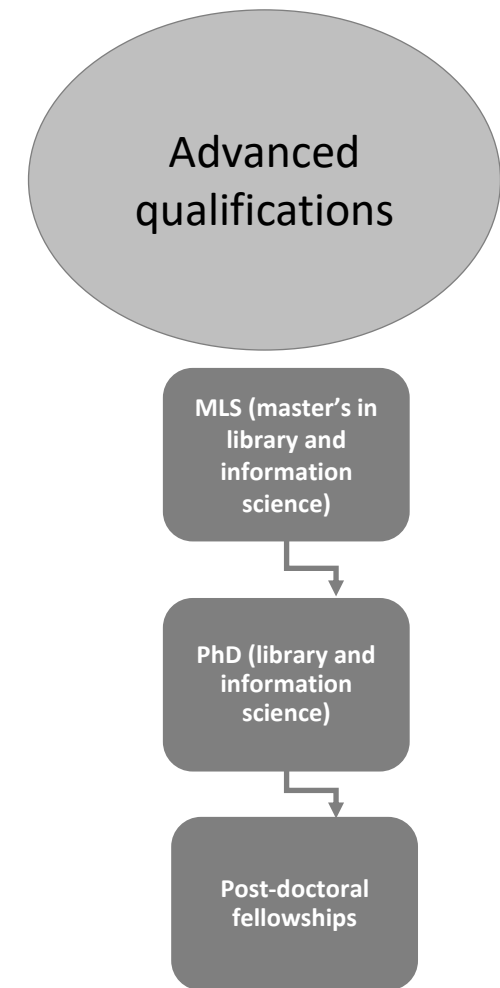 Advanced
qualifications
MLS (master’s in
library and
information
science)
PhD (library and
information
science)
Post-doctoral
fellowships